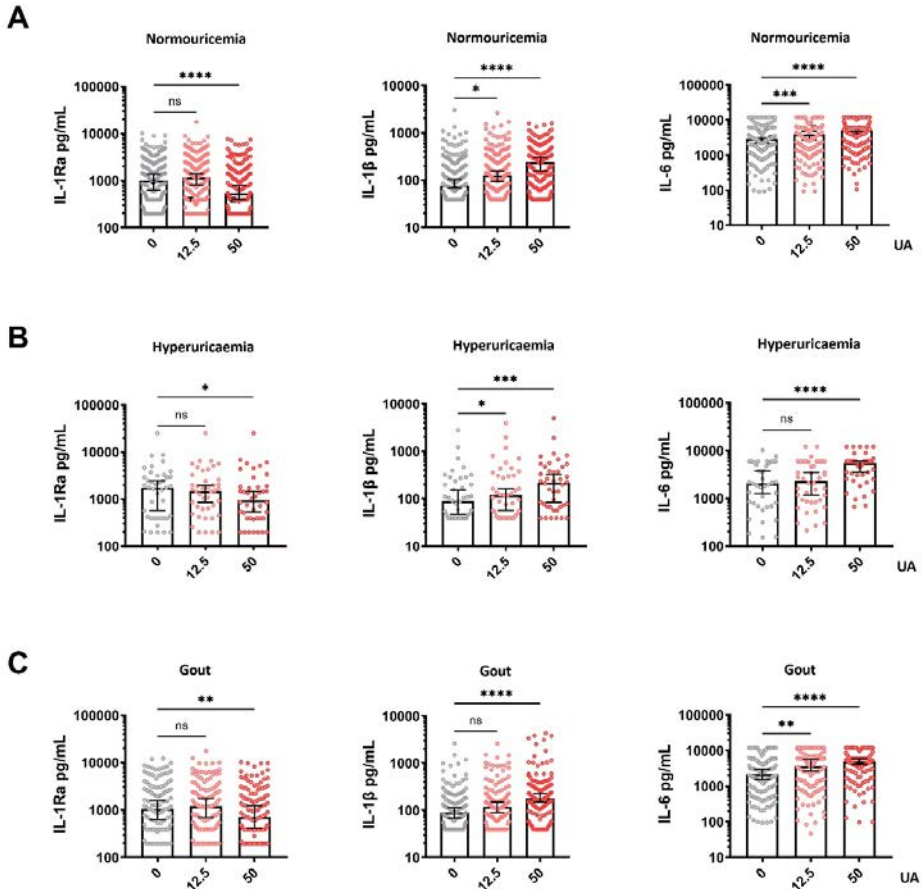 A
Normouricemia
Normouricemia
Normouricemia
IL-1Ra pg/mL
100000
10000
1000
100
****
ns
0
12.5
50
IL-1β pg/mL
10000
1000
100
10
****
*
0
12.5
50
IL-6 pg/mL
100000
10000
1000
100
10
****
***
0
12.5
50
UA
B
Hyperuricaemia
Hyperuricaemia
Hyperuricaemia
IL-1Ra pg/mL
100000
10000
1000
100
*
ns
0
12.5
50
IL-1β pg/mL
10000
1000
100
10
***
*
0
12.5
50
IL-6 pg/mL
100000
10000
1000
100
****
ns
0
12.5
50
UA
C
Gout
Gout
Gout
IL-1Ra pg/mL
100000
10000
1000
100
**
ns
0
12.5
50
IL-1β pg/mL
10000
1000
100
10
****
ns
0
12.5
50
IL-6 pg/mL
100000
10000
1000
100
10
****
**
0
12.5
50
UA